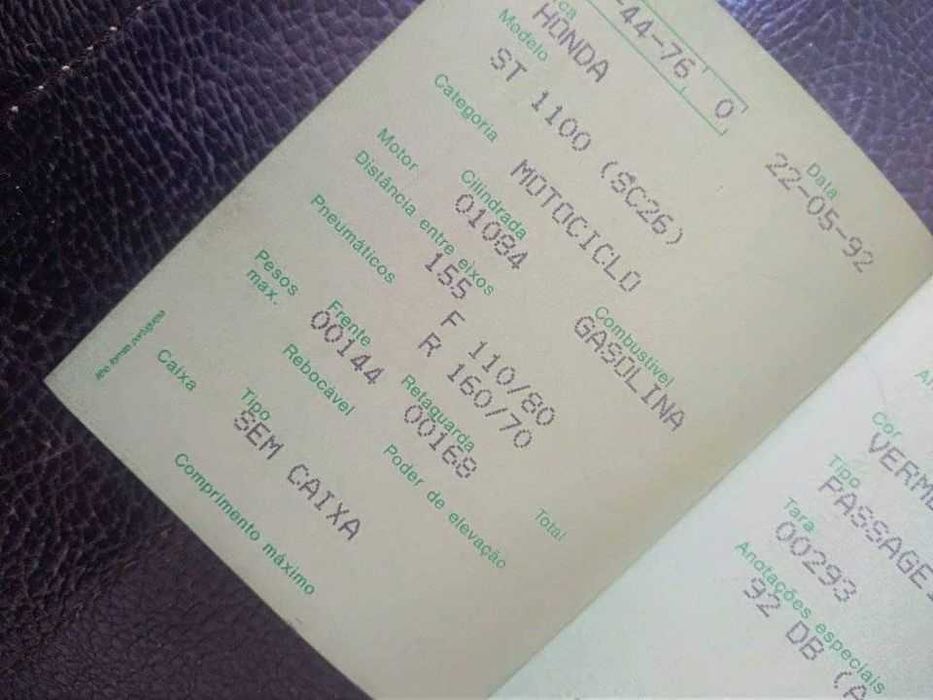 -44-76 0
Data
22-05-92
HONDA
Modelo
ST 1100 (SC26)
Categoria
MOTOCICLO
Motor
Cilindrada
01084
Combustível
GASOLINA
Distância entre eixos
155
Pneumáticos
F 110/80
R 160/70
Pesos
max.
Frente
00144
Retaguarda
00168
Total
Rebocável
Poder de elevação
Caixa
Tipo
SEM CAIXA
Comprimento máximo
Cor
VERME
Tipo
PASSAGE
Tara
00293
Anotações especiais
92 DB (A